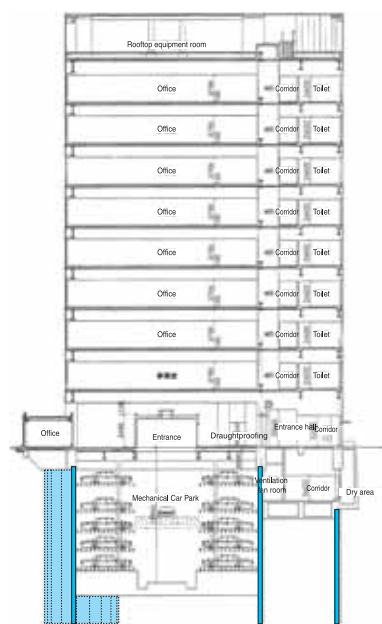 Rooftop equipment room
Office Corridor Toilet
Office Corridor Toilet
Office Corridor Toilet
Office Corridor Toilet
Office Corridor Toilet
Office Corridor Toilet
Office Corridor Toilet
Corridor Toilet
Office Entrance Draughtproofing Entrance hall Corridor
Ventilation
room Corridor
Mechanical Car Park Dry area